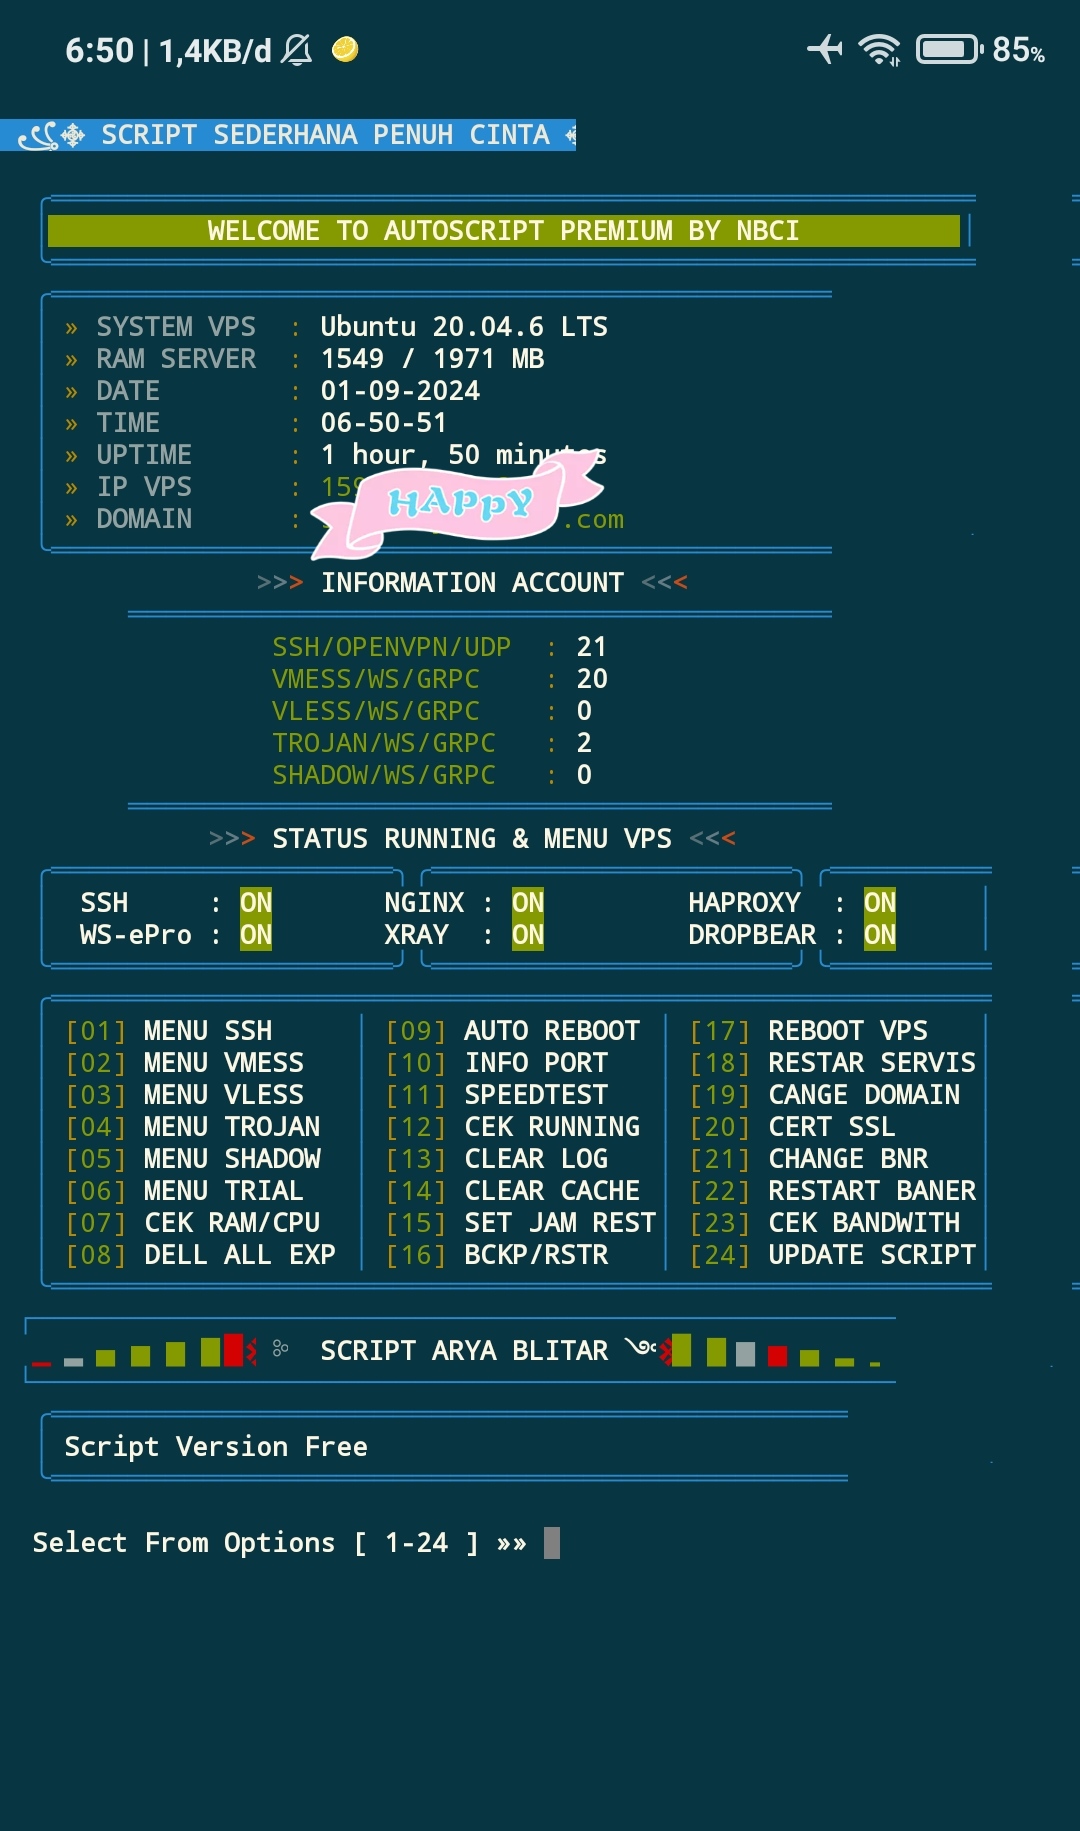 6:50 | 1,4KB/d 85%
SCRIPT SEDERHANA PENUH CINTA
WELCOME TO AUTOSCRIPT PREMIUM BY NBCI
» SYSTEM VPS : Ubuntu 20.04.6 LTS
» RAM SERVER : 1549 / 1971 MB
» DATE : 01-09-2024
» TIME : 06-50-51
» UPTIME : 1 hour, 50 minutes
» IP VPS : 159
HAPPY
» DOMAIN : .com
>>> INFORMATION ACCOUNT <<<
SSH/OPENVPN/UDP : 21
VMESS/WS/GRPC : 20
VLESS/WS/GRPC : 0
TROJAN/WS/GRPC : 2
SHADOW/WS/GRPC : 0
>>> STATUS RUNNING & MENU VPS <<<
SSH : ON NGINX : ON HAPROXY : ON
WS-ePro : ON XRAY : ON DROPBEAR : ON
[01] MENU SSH [09] AUTO REBOOT [17] REBOOT VPS
[02] MENU VMESS [10] INFO PORT [18] RESTAR SERVIS
[03] MENU VLESS [11] SPEEDTEST [19] CANGE DOMAIN
[04] MENU TROJAN [12] CEK RUNNING [20] CERT SSL
[05] MENU SHADOW [13] CLEAR LOG [21] CHANGE BNR
[06] MENU TRIAL [14] CLEAR CACHE [22] RESTART BANER
[07] CEK RAM/CPU [15] SET JAM REST [23] CEK BANDWITH
[08] DELL ALL EXP [16] BCKP/RSTR [24] UPDATE SCRIPT
SCRIPT ARYA BLITAR
Script Version Free
Select From Options [ 1-24 ] »»